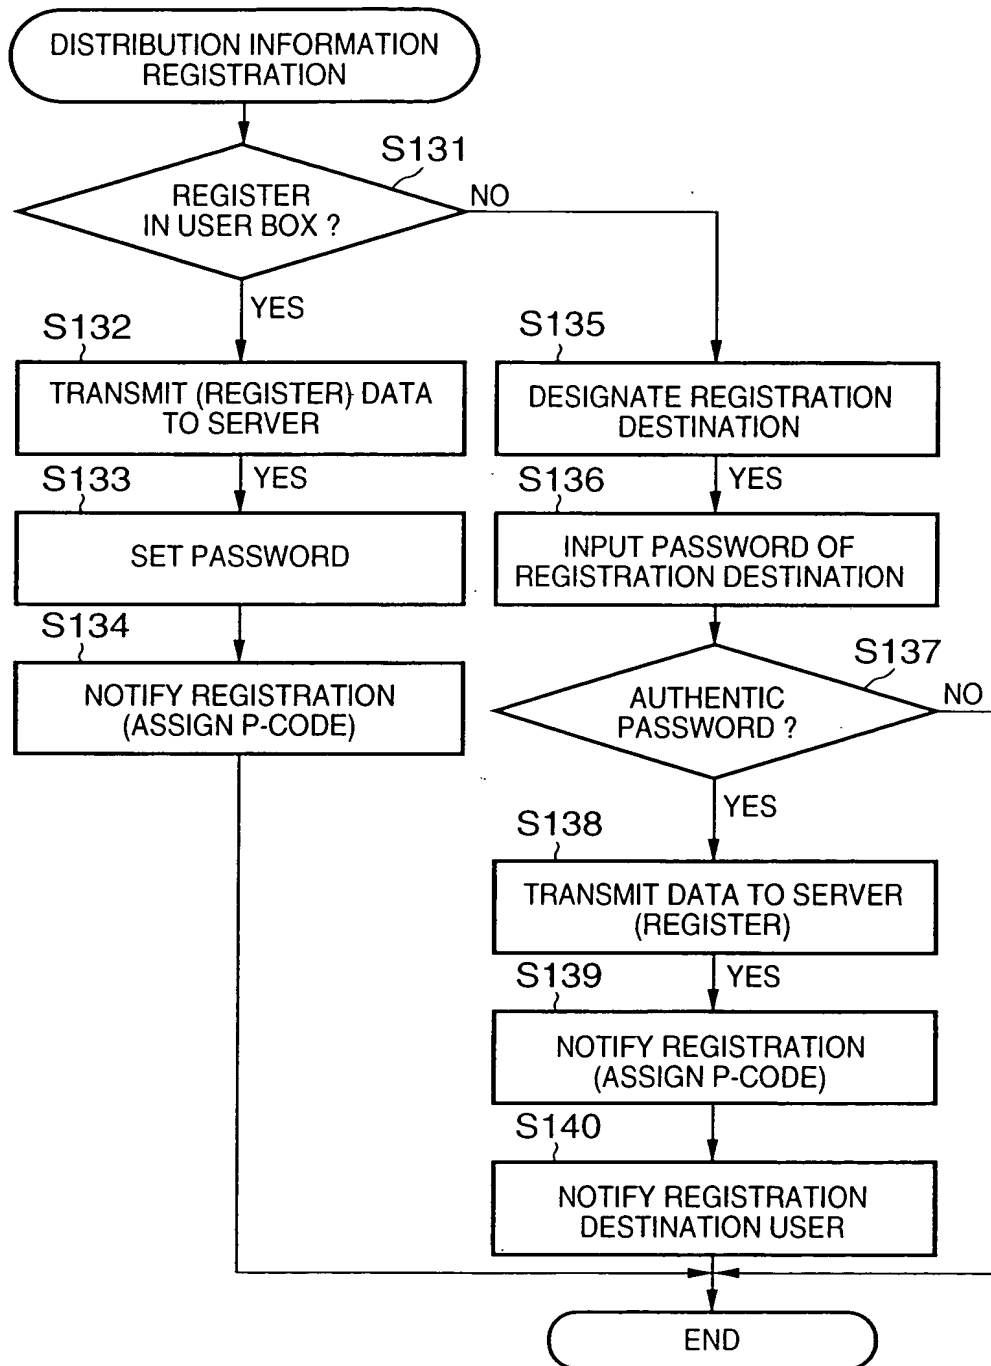 DISTRIBUTION INFORMATION
REGISTRATION
S131
REGISTER
IN USER BOX ?
NO
YES
S132
TRANSMIT (REGISTER) DATA
TO SERVER
YES
S133
SET PASSWORD
S134
NOTIFY REGISTRATION
(ASSIGN P-CODE)
S135
DESIGNATE REGISTRATION
DESTINATION
YES
S136
INPUT PASSWORD OF
REGISTRATION DESTINATION
S137
AUTHENTIC
PASSWORD ?
NO
YES
S138
TRANSMIT DATA TO SERVER
(REGISTER)
YES
S139
NOTIFY REGISTRATION
(ASSIGN P-CODE)
S140
NOTIFY REGISTRATION
DESTINATION USER
END